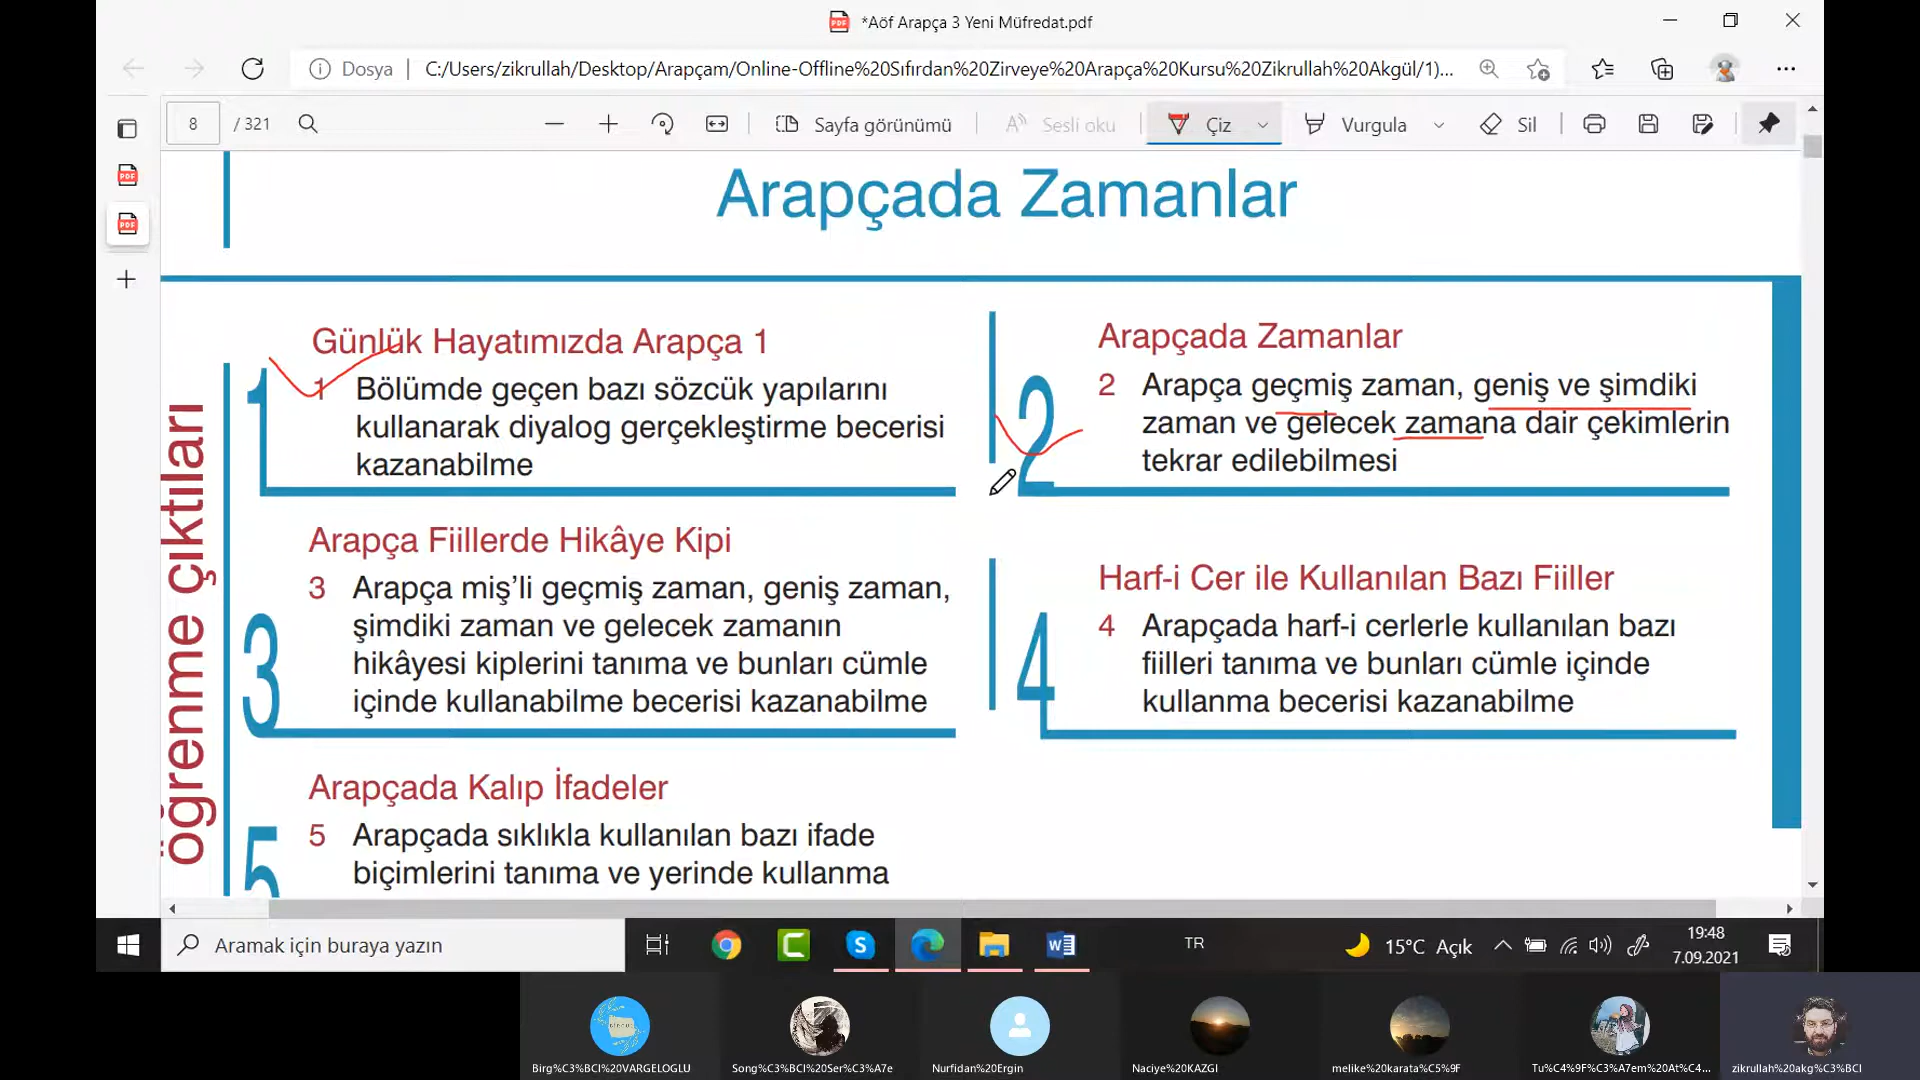 *Aöf Arapça 3 Yeni Müfredat.pdf
Dosya
C:/Users/zikrullah/Desktop/Arapçam/Online-Offline%20Sıfırdan%20Zirveye%20Arapça%20Kursu%20Zikrullah%20Akgül/1)...
8 / 321
Sayfa görünümü
Sesli oku
Çiz
Vurgula
Sil
Arapçada Zamanlar
öğrenme çıktıları
1
Günlük Hayatımızda Arapça 1
1 Bölümde geçen bazı sözcük yapılarını
kullanarak diyalog gerçekleştirme becerisi
kazanabilme
2
Arapçada Zamanlar
2 Arapça geçmiş zaman, geniş ve şimdiki
zaman ve gelecek zamana dair çekimlerin
tekrar edilebilmesi
3
Arapça Fiillerde Hikâye Kipi
3 Arapça miş’li geçmiş zaman, geniş zaman,
şimdiki zaman ve gelecek zamanın
hikâyesi kiplerini tanıma ve bunları cümle
içinde kullanabilme becerisi kazanabilme
4
Harf-i Cer ile Kullanılan Bazı Fiiller
4 Arapçada harf-i cerlerle kullanılan bazı
fiilleri tanıma ve bunları cümle içinde
kullanma becerisi kazanabilme
5
Arapçada Kalıp İfadeler
5 Arapçada sıklıkla kullanılan bazı ifade
biçimlerini tanıma ve yerinde kullanma
Aramak için buraya yazın
TR
15°C Açık
19:48
7.09.2021
Birg%C3%BCl%20VARGELOGLU
Song%C3%BCl%20Ser%C3%A7e
Nurfidan%20Ergin
Naciye%20KAZGI
melike%20karata%C5%9F
Tu%C4%9F%C3%A7em%20At%C4...
zikrullah%20akg%C3%BCl